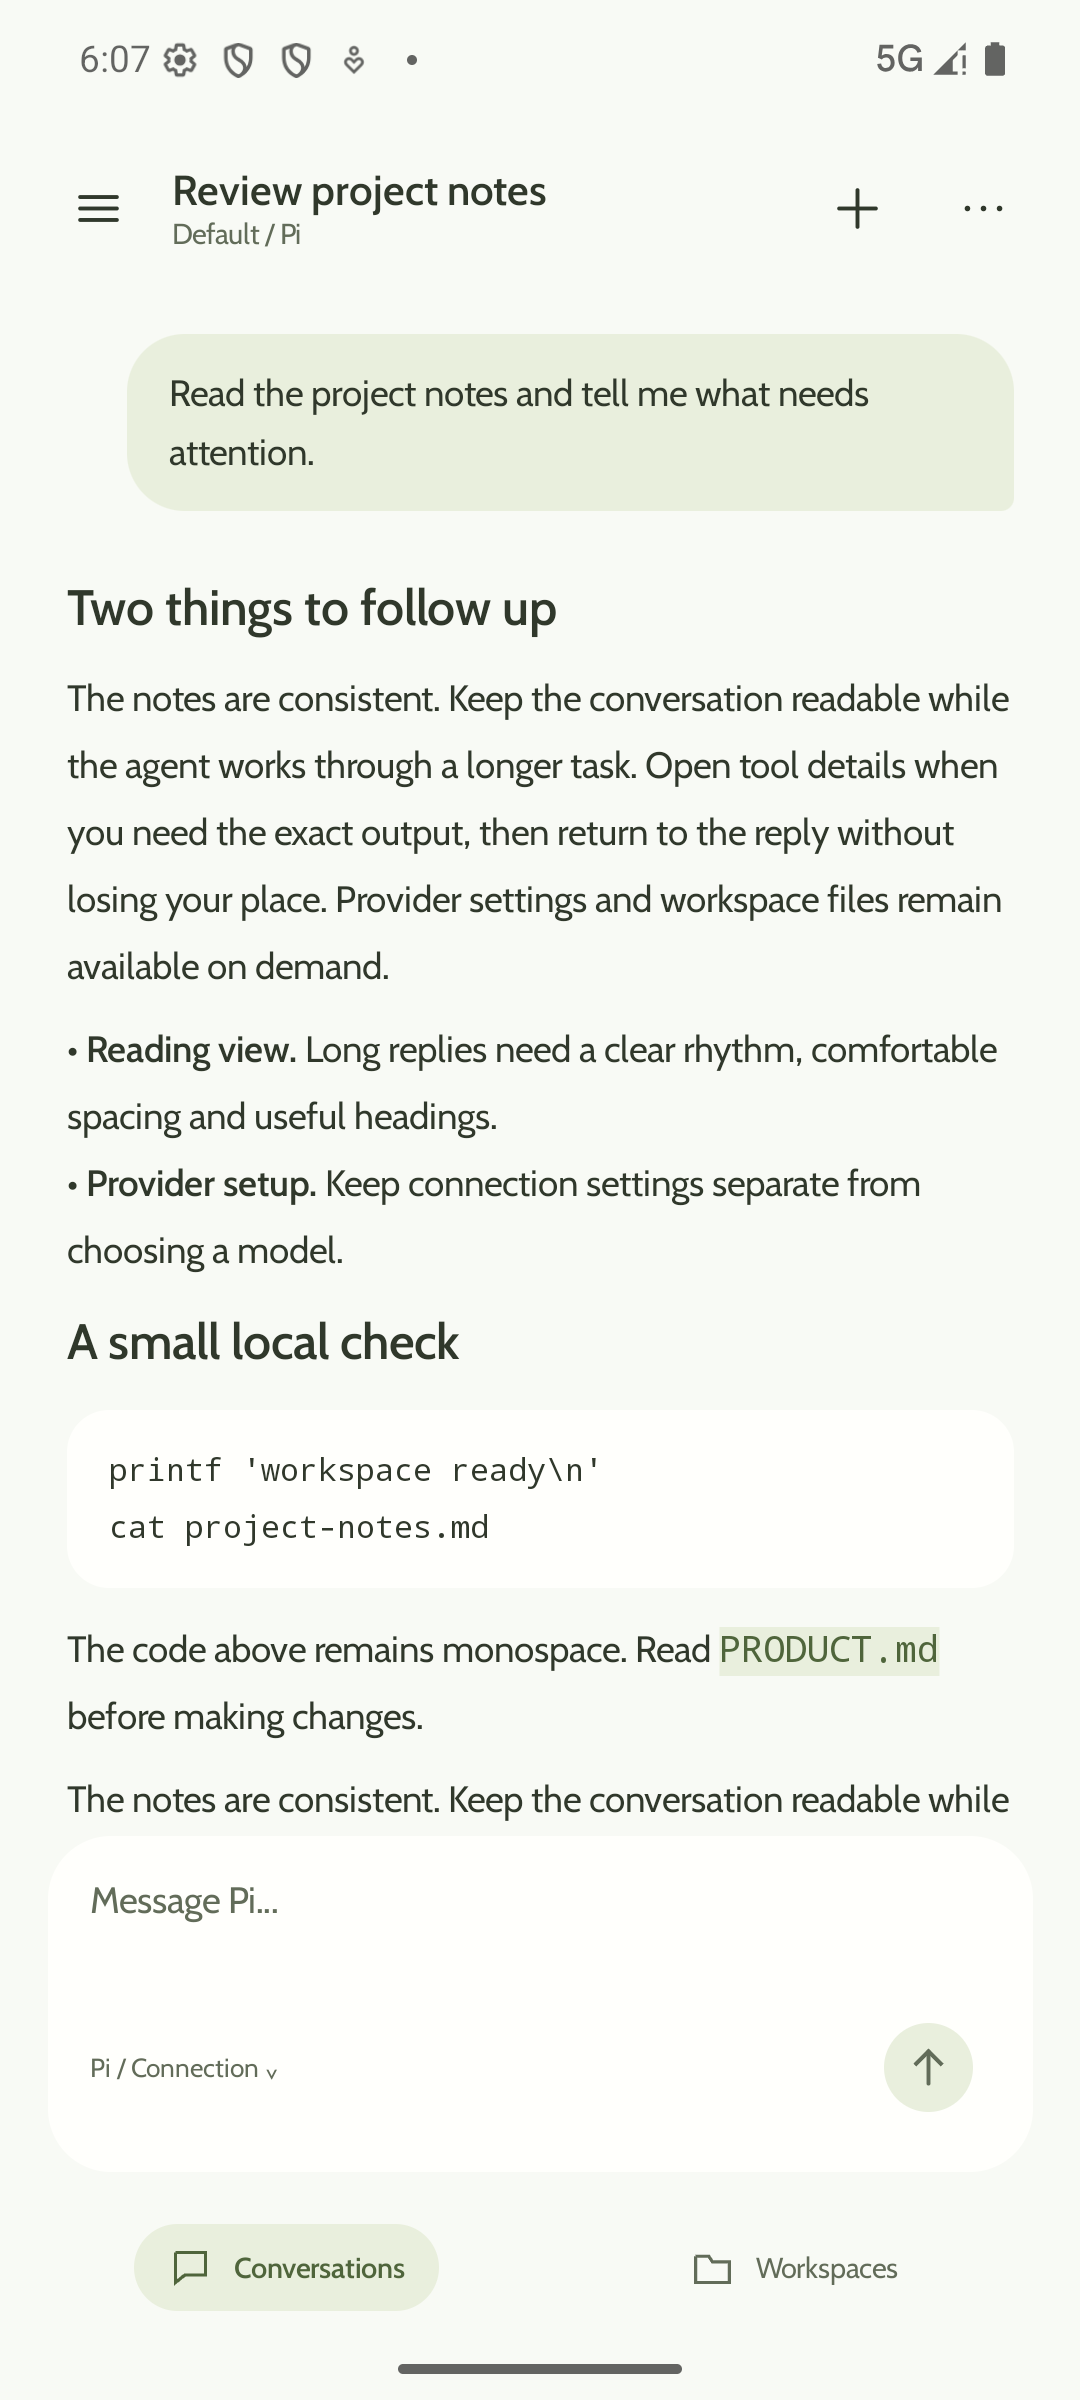 6:07
5G
Review project notes
Default / Pi
Read the project notes and tell me what needs
attention.
Two things to follow up
The notes are consistent. Keep the conversation readable while
the agent works through a longer task. Open tool details when
you need the exact output, then return to the reply without
losing your place. Provider settings and workspace files remain
available on demand.
• Reading view. Long replies need a clear rhythm, comfortable
spacing and useful headings.
• Provider setup. Keep connection settings separate from
choosing a model.
A small local check
printf 'workspace ready\n'
cat project-notes.md
The code above remains monospace. Read PRODUCT.md
before making changes.
The notes are consistent. Keep the conversation readable while
Message Pi...
Pi / Connection v
Conversations
Workspaces